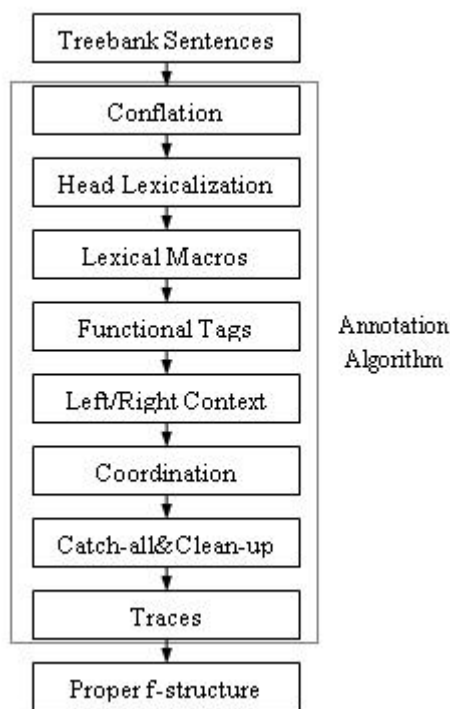 Treebank Sentences
Conflation
Head Lexicalization
Lexical Macros
Functional Tags
Left/Right Context
Coordination
Catch-all&Clean-up
Traces
Proper f-structure
Annotation
Algorithm